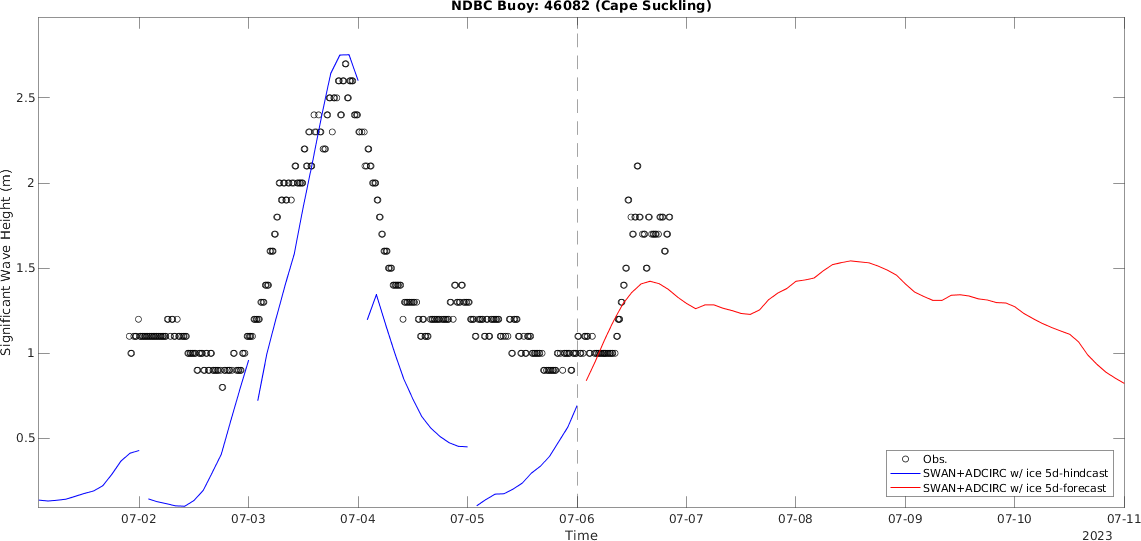 NDBC Buoy: 46082 (Cape Suckling)
Significant Wave Height (m)
2.5
2
1.5
1
0.5
Obs.
SWAN+ADCIRC w/ ice 5d-hindcast
SWAN+ADCIRC w/ ice 5d-forecast
07-02 07-03 07-04 07-05 07-06 07-07 07-08 07-09 07-10 07-11
Time
2023